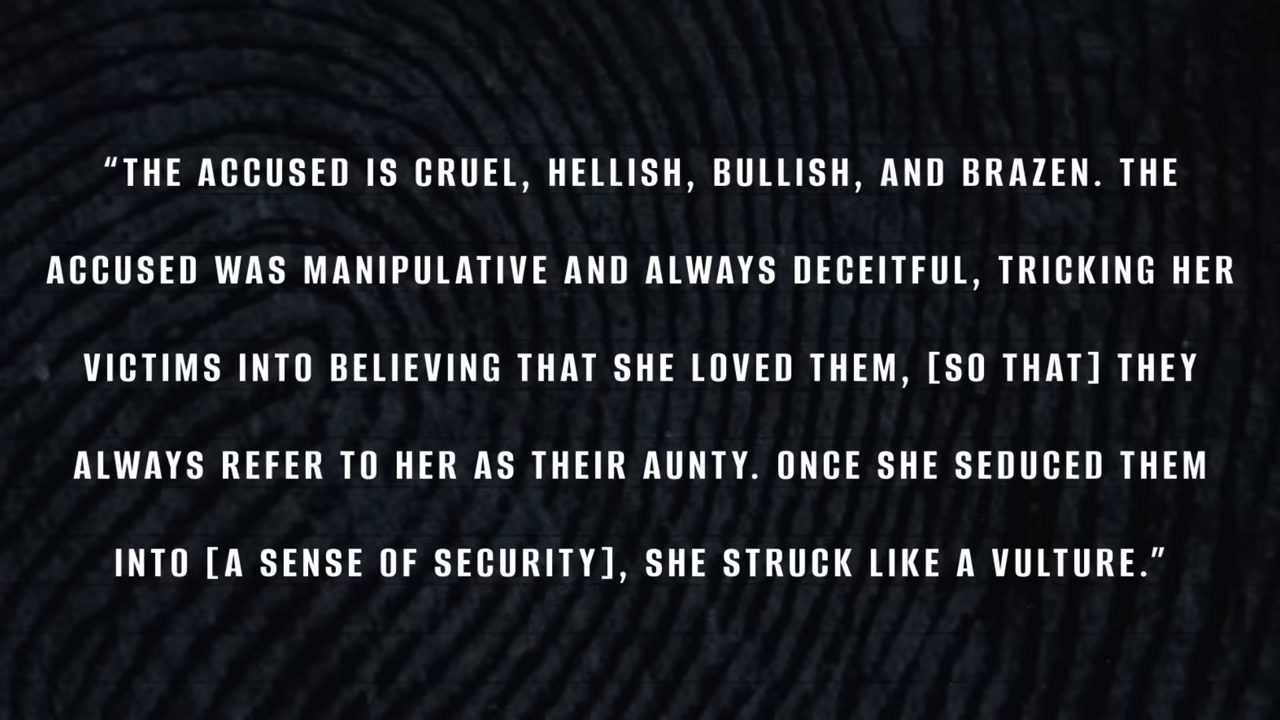 “THE ACCUSED IS CRUEL, HELLISH, BULLISH, AND BRAZEN. THE
ACCUSED WAS MANIPULATIVE AND ALWAYS DECEITFUL, TRICKING HER
VICTIMS INTO BELIEVING THAT SHE LOVED THEM, [SO THAT] THEY
ALWAYS REFER TO HER AS THEIR AUNTY. ONCE SHE SEDUCED THEM
INTO [A SENSE OF SECURITY], SHE STRUCK LIKE A VULTURE.”